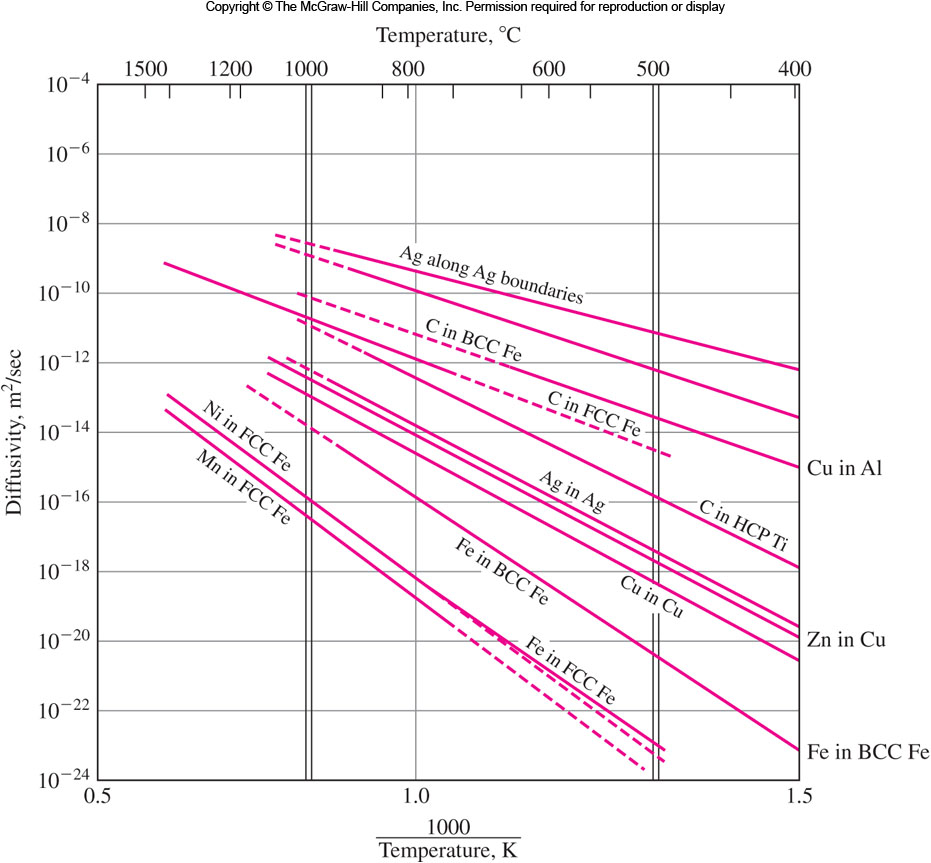 Copyright © The McGraw-Hill Companies, Inc. Permission required for reproduction or display
Temperature, °C
1500 1200 1000 800 600 500 400
10⁻⁴
10⁻⁶
10⁻⁸
Ag along Ag boundaries
10⁻¹⁰
C in BCC Fe
10⁻¹²
Diffusivity, m²/sec
C in FCC Fe
Ni in FCC Fe
10⁻¹⁴
Cu in Al
Mn in FCC Fe
Ag in Ag
10⁻¹⁶
C in HCP Ti
Fe in BCC Fe
10⁻¹⁸
Cu in Cu
10⁻²⁰
Zn in Cu
Fe in FCC Fe
10⁻²²
Fe in BCC Fe
10⁻²⁴
0.5 1.0 1.5
1000
Temperature, K